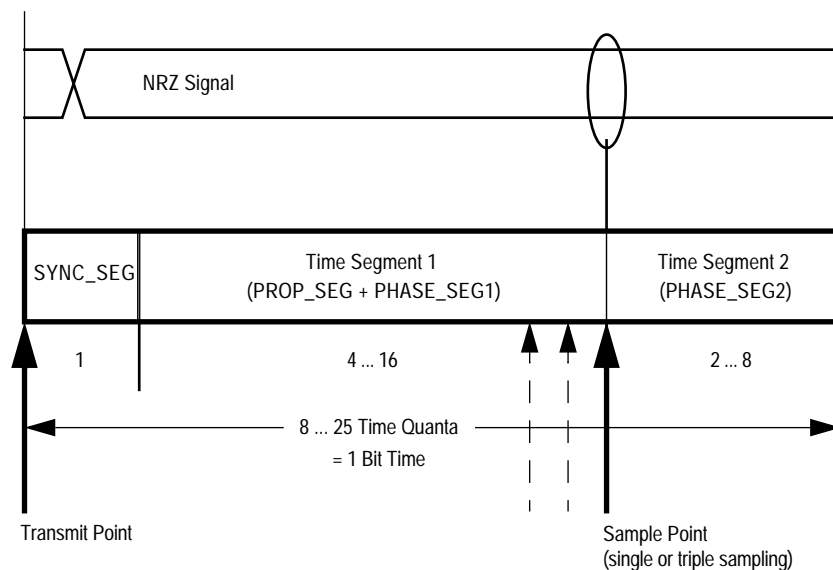 NRZ Signal
SYNC_SEG
Time Segment 1
(PROP_SEG + PHASE_SEG1)
Time Segment 2
(PHASE_SEG2)
1
4 ... 16
2 ... 8
8 ... 25 Time Quanta
= 1 Bit Time
Transmit Point
Sample Point
(single or triple sampling)